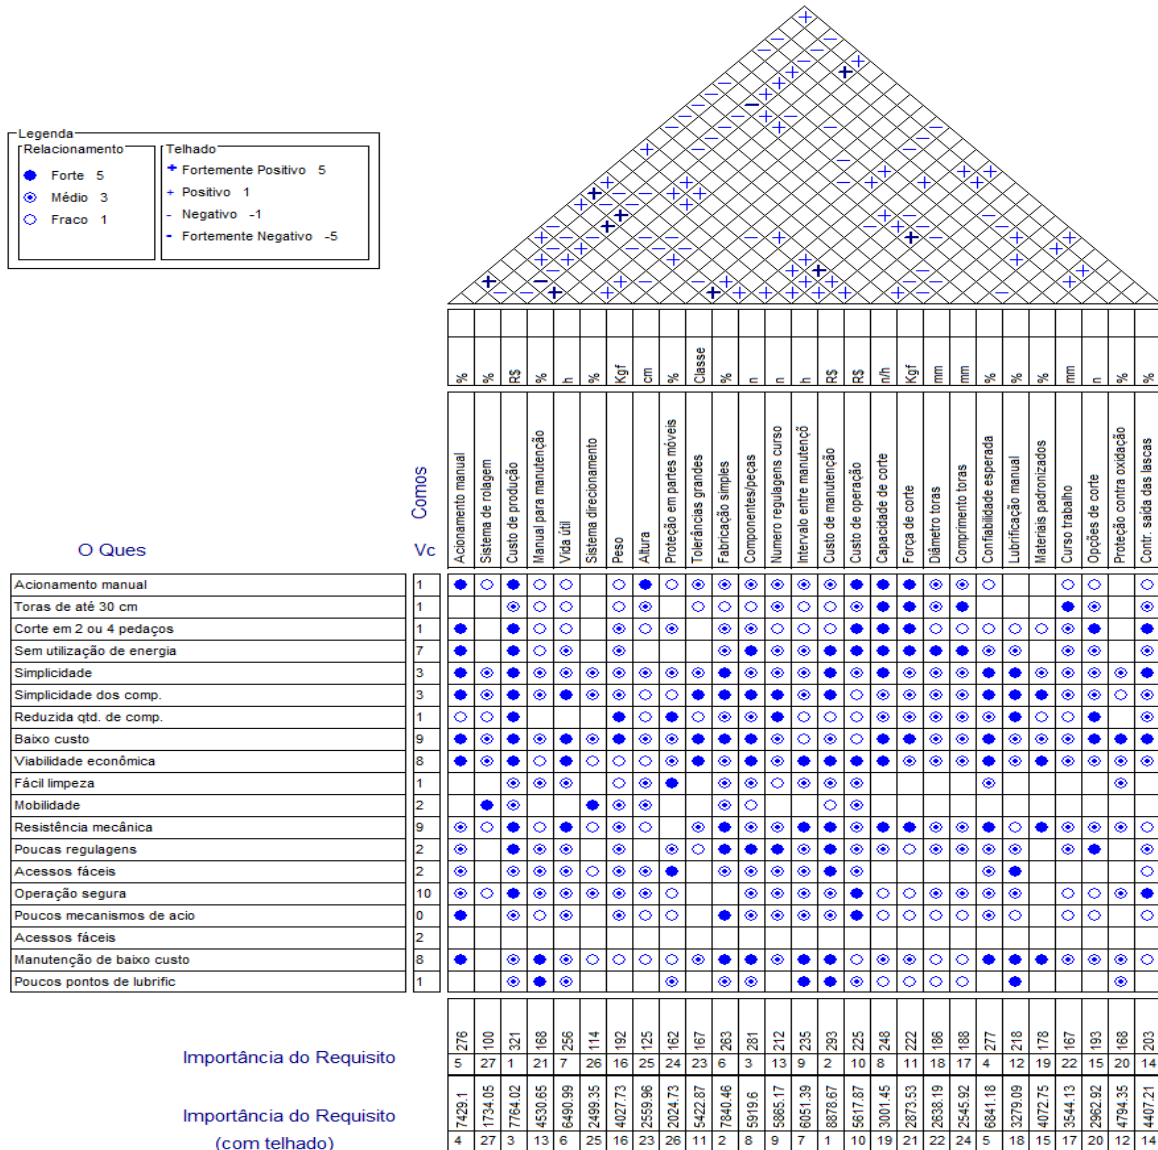 Legenda
Relacionamento
Forte 5
Médio 3
Fraco 1
Telhado
+ Fortemente Positivo 5
+ Positivo 1
- Negativo -1
- Fortemente Negativo -5
% % R$ % h % Kgf cm % Classe % n n h R$ R$ n/h Kgf mm mm % % % mm n % %
Comos
Acionamento manual
Sistema de rolagem
Custo de produção
Manual para manutenção
Vida útil
Sistema direcionamento
Peso
Altura
Proteção em partes móveis
Tolerâncias grandes
Fabricação simples
Componentes/peças
Numero regulagens curso
Intervalo entre manutençõ
Custo de manutenção
Custo de operação
Capacidade de corte
Força de corte
Diâmetro toras
Comprimento toras
Confiabilidade esperada
Lubrificação manual
Materiais padronizados
Curso trabalho
Opções de corte
Proteção contra oxidação
Contr. saída das lascas
O Ques Vc
Acionamento manual 1
Toras de até 30 cm 1
Corte em 2 ou 4 pedaços 1
Sem utilização de energia 7
Simplicidade 3
Simplicidade dos comp. 3
Reduzida qtd. de comp. 1
Baixo custo 9
Viabilidade econômica 8
Fácil limpeza 1
Mobilidade 2
Resistência mecânica 9
Poucas regulagens 2
Acessos fáceis 2
Operação segura 10
Poucos mecanismos de acio 0
Acessos fáceis 2
Manutenção de baixo custo 8
Poucos pontos de lubrific 1
Importância do Requisito
276 100 321 168 256 114 192 125 162 167 263 281 212 235 293 225 248 222 186 188 277 218 178 167 193 168 203
5 27 1 21 7 26 16 25 24 23 6 3 13 9 2 10 8 11 18 17 4 12 19 22 15 20 14
Importância do Requisito
(com telhado)
7429.1 1734.05 7764.02 4530.65 6490.99 2499.35 4027.73 2559.96 2024.73 5422.87 7840.46 5919.6 5865.17 6051.39 8878.67 5617.87 3001.45 2873.53 2638.19 2545.92 6841.18 3279.09 4072.75 3544.13 2962.92 4794.35 4407.21
4 27 3 13 6 25 16 23 26 11 2 8 9 7 1 10 19 21 22 24 5 18 15 17 20 12 14